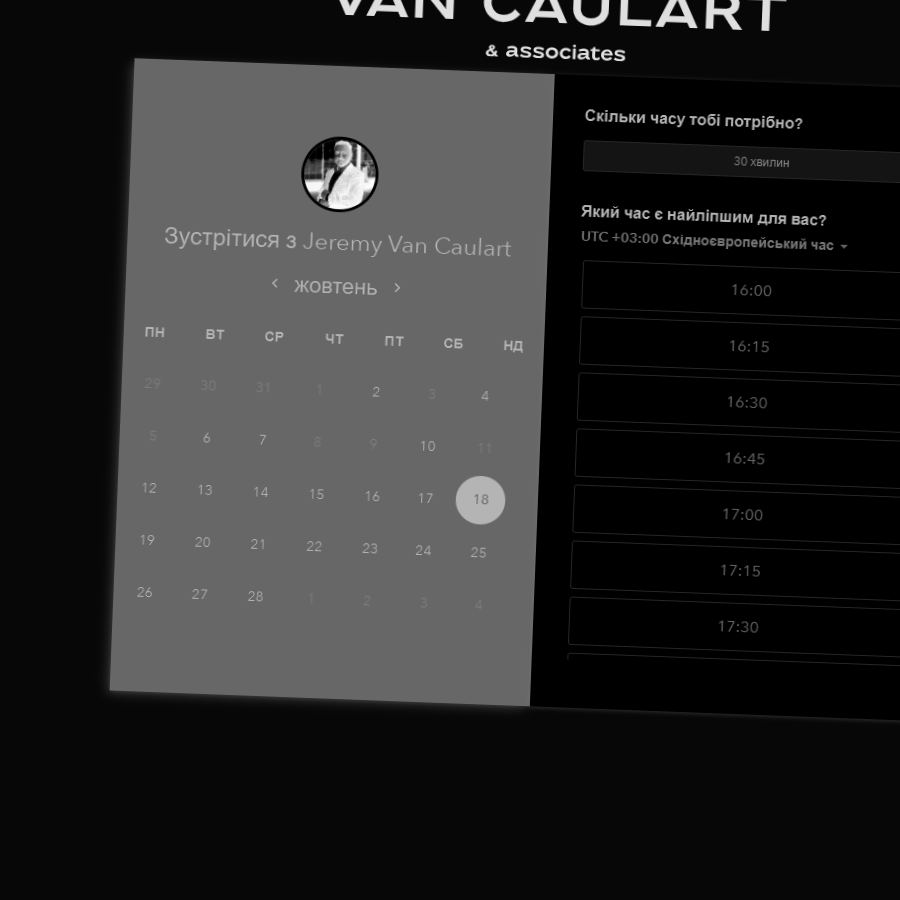 VAN CAULART
& associates
Зустрітися з Jeremy Van Caulart
жовтень
ПН ВТ СР ЧТ ПТ СБ НД
29 30 31 1 2 3 4
5 6 7 8 9 10 11
12 13 14 15 16 17 18
19 20 21 22 23 24 25
26 27 28 1 2 3 4
Скільки часу тобі потрібно?
30 хвилин
Який час є найліпшим для вас?
UTC +03:00 Східноєвропейський час
16:00
16:15
16:30
16:45
17:00
17:15
17:30